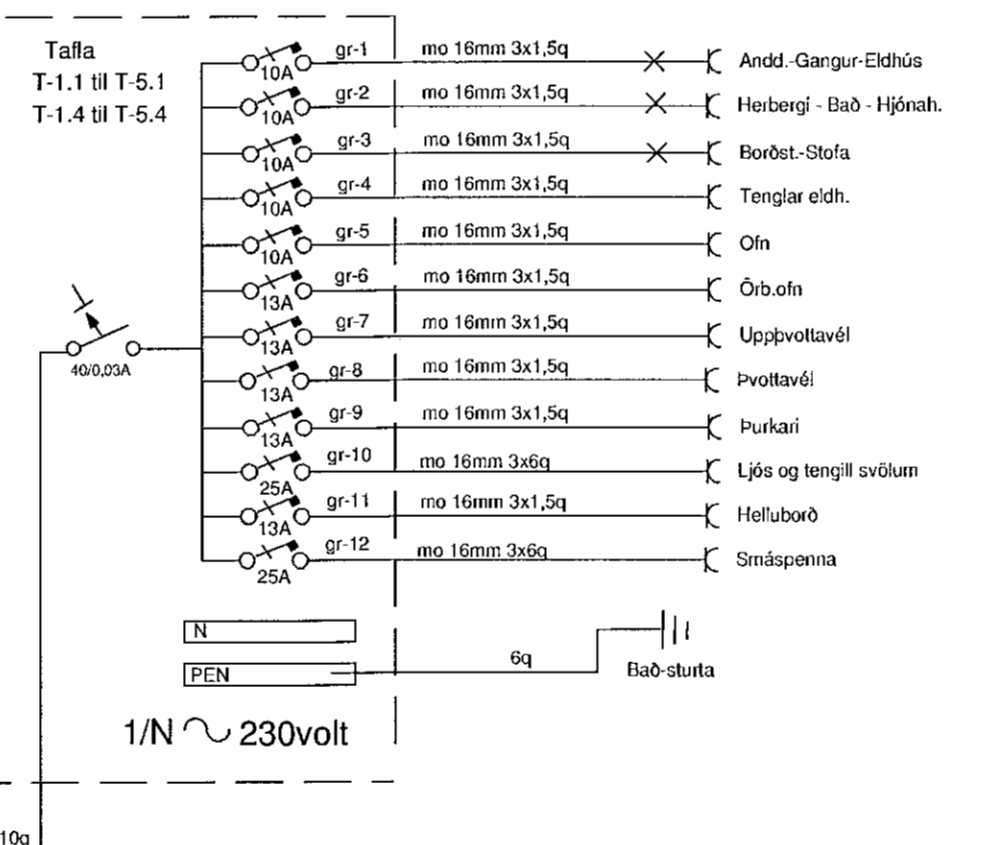 Tafla
T-1.1 til T-5.1
T-1.4 til T-5.4
10A gr-1 mo 16mm 3x1,5q Andd.-Gangur-Eldhús
10A gr-2 mo 16mm 3x1,5q Herbergi - Bað - Hjónah.
10A gr-3 mo 16mm 3x1,5q Borðst.-Stofa
10A gr-4 mo 16mm 3x1,5q Tenglar eldh.
10A gr-5 mo 16mm 3x1,5q Ofn
13A gr-6 mo 16mm 3x1,5q Örb.ofn
13A gr-7 mo 16mm 3x1,5q Uppþvottavél
13A gr-8 mo 16mm 3x1,5q Þvottavél
13A gr-9 mo 16mm 3x1,5q Þurkari
25A gr-10 mo 16mm 3x6q Ljós og tengill svölum
13A gr-11 mo 16mm 3x1,5q Helluborð
25A gr-12 mo 16mm 3x6q Smáspenna
40/0,03A
N
PEN 6q Bað-sturta
1/N 230volt
10q